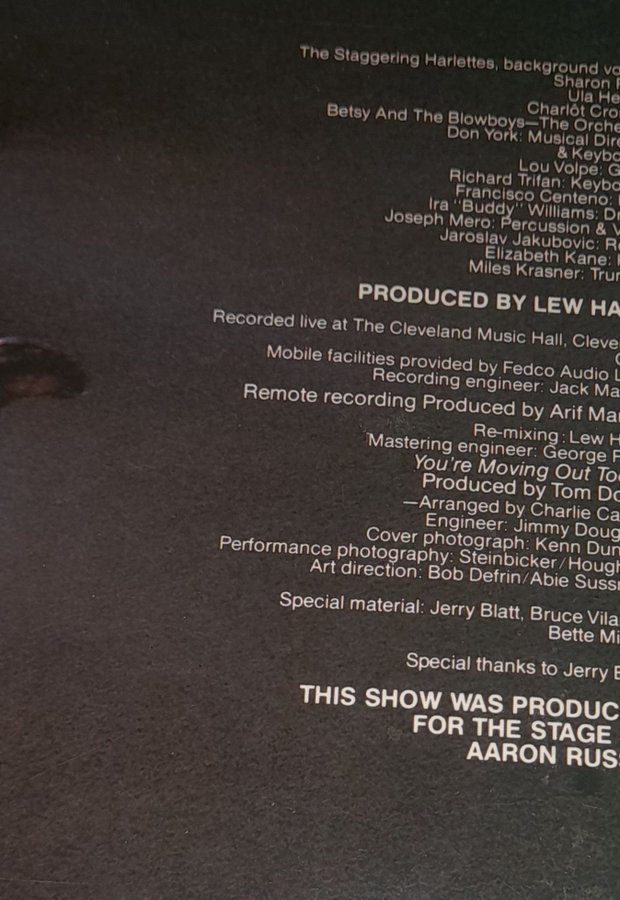 The Staggering Harlettes, background vo
Sharon R
Ula He
Charlôt Cro
Betsy And The Blowboys—The Orche
Don York: Musical Dire
& Keybo
Lou Volpe: G
Richard Trifan: Keybo
Francisco Centeno:
Ira "Buddy" Williams: Dr
Joseph Mero: Percussion & V
Jaroslav Jakubovic: Re
Elizabeth Kane:
Miles Krasner: Trum
PRODUCED BY LEW HA
Recorded live at The Cleveland Music Hall, Cleve
Mobile facilities provided by Fedco Audio L
Recording engineer: Jack Ma
Remote recording Produced by Arif Mar
Re-mixing: Lew H
Mastering engineer: George P
You're Moving Out To
Produced by Tom Do
—Arranged by Charlie Ca
Engineer: Jimmy Doug
Cover photograph: Kenn Dun
Performance photography: Steinbicker/Hough
Art direction: Bob Defrin/Abie Suss
Special material: Jerry Blatt, Bruce Vila
Bette Mi
Special thanks to Jerry B
THIS SHOW WAS PRODUC
FOR THE STAGE
AARON RUSS